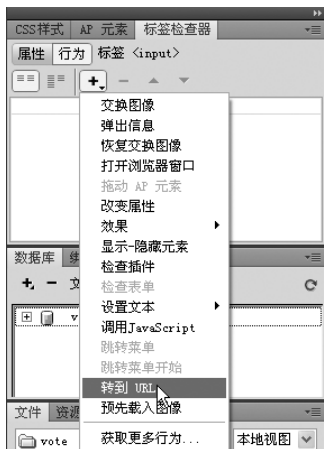 CSS样式 AP 元素 标签检查器
属性 行为 标签 <input>
交换图像
弹出信息
恢复交换图像
打开浏览器窗口
拖动 AP 元素
改变属性
效果
显示-隐藏元素
检查插件
检查表单
设置文本
调用JavaScript
跳转菜单
跳转菜单开始
转到 URL
预先载入图像
获取更多行为...
数据库
文
v
文件 资源
vote
本地视图